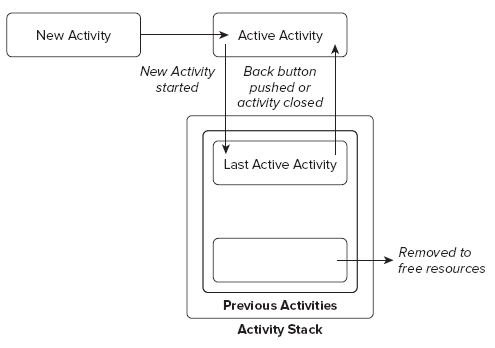 New Activity
Active Activity
New Activity
started
Back button
pushed or
activity closed
Last Active Activity
Removed to
free resources
Previous Activities
Activity Stack